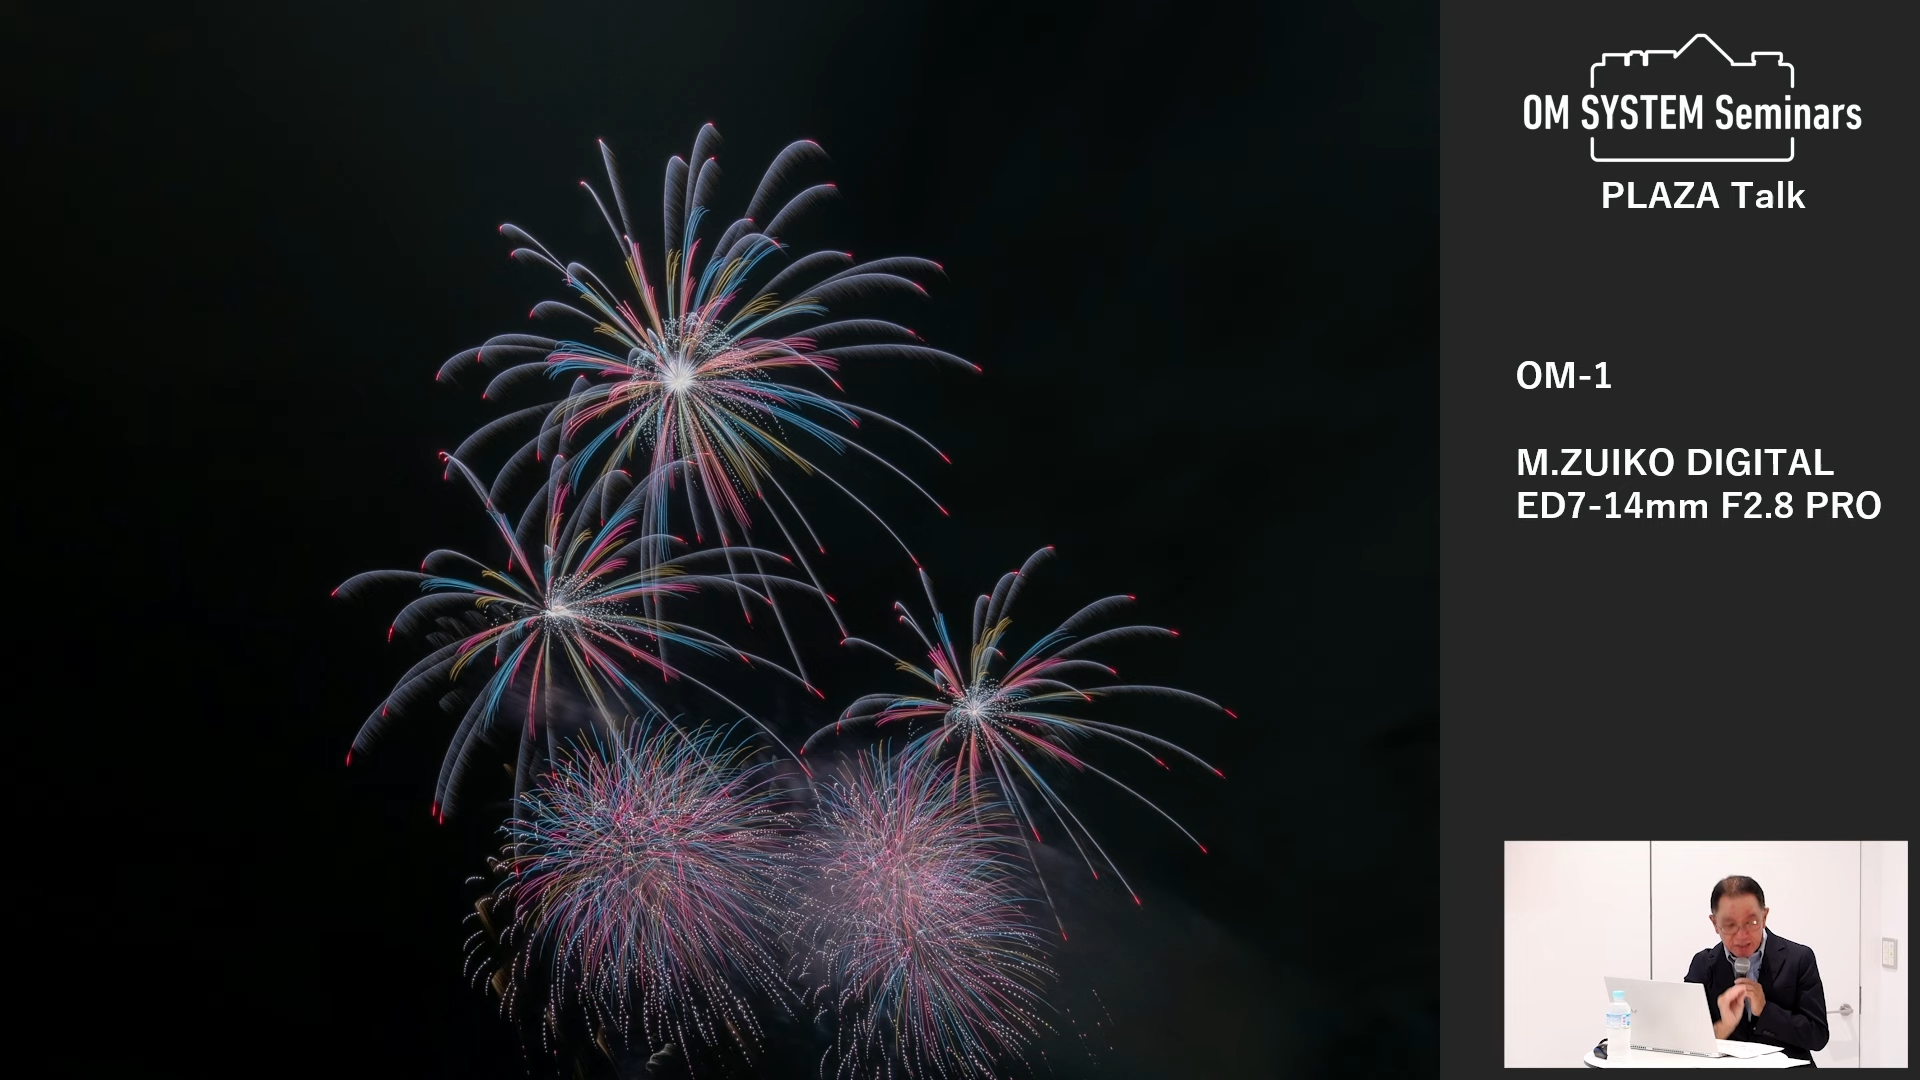 OM SYSTEM Seminars
PLAZA Talk
OM-1
M.ZUIKO DIGITAL
ED7-14mm F2.8 PRO